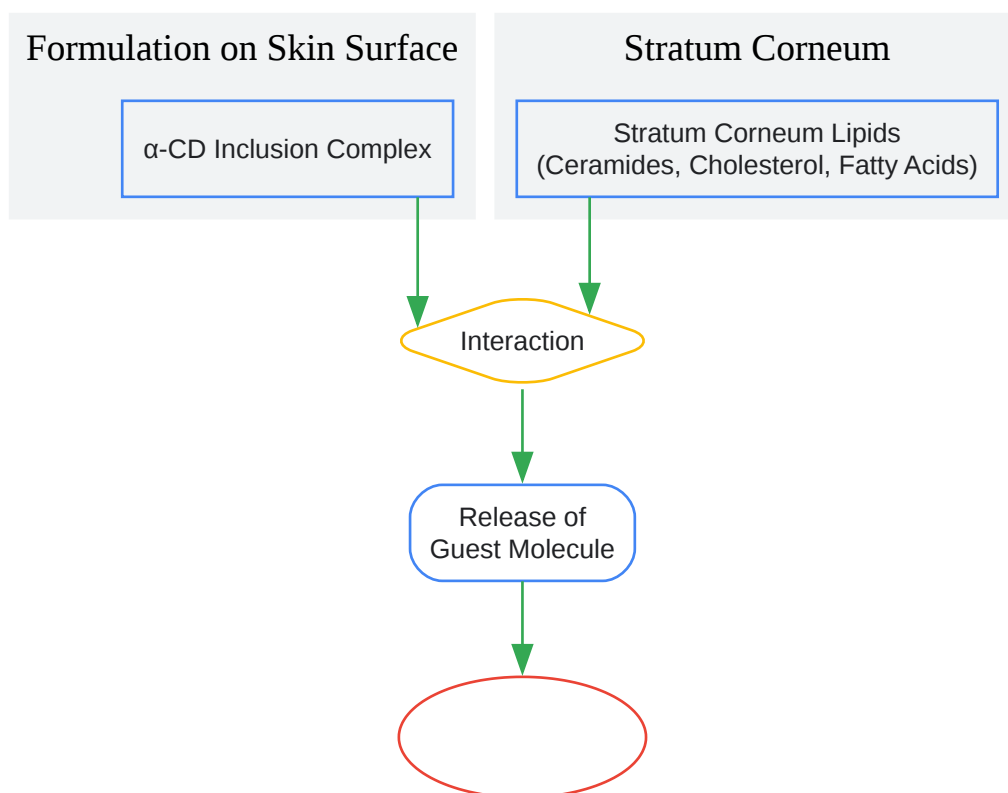 Formulation on Skin Surface
Stratum Corneum
α-CD Inclusion Complex
Stratum Corneum Lipids
(Ceramides, Cholesterol, Fatty Acids)
Interaction
Release of
Guest Molecule